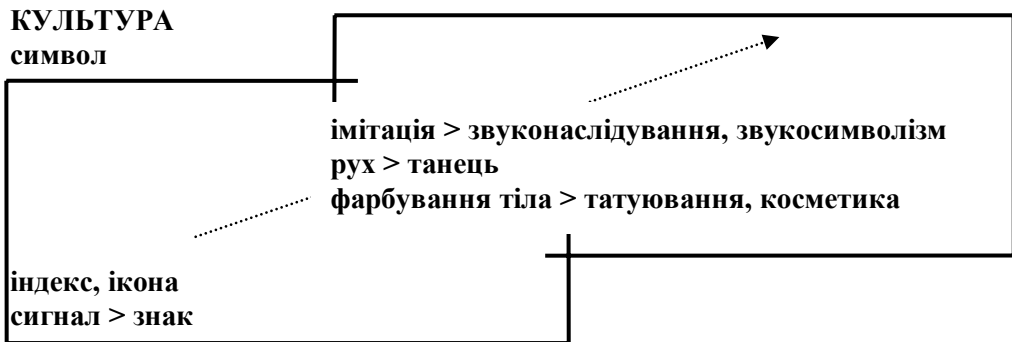 КУЛЬТУРА
символ
імітація > звуконаслідування, звукосимволізм
рух > танець
фарбування тіла > татуювання, косметика
індекс, ікона
сигнал > знак